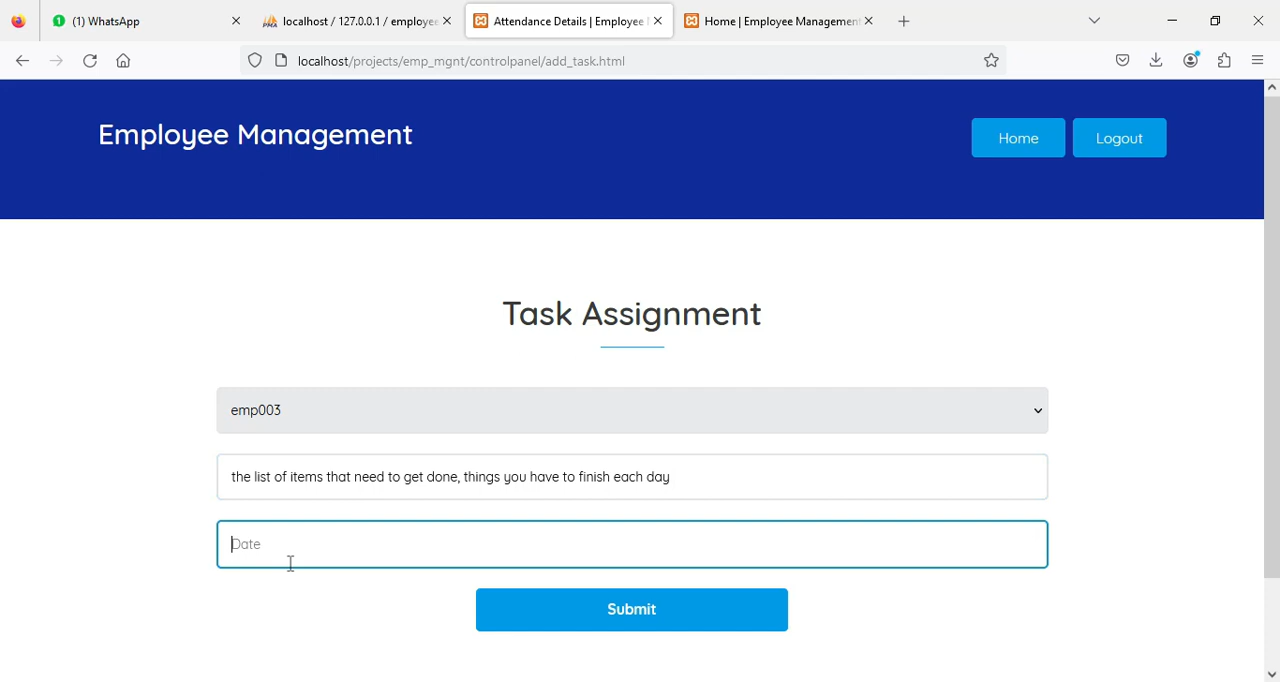 (1) WhatsApp
localhost / 127.0.0.1 / employee
Attendance Details | Employee
Home | Employee Management
localhost/projects/emp_mgnt/controlpanel/add_task.html
Employee Management
Home
Logout
Task Assignment
emp003
the list of items that need to get done, things you have to finish each day
Date
Submit